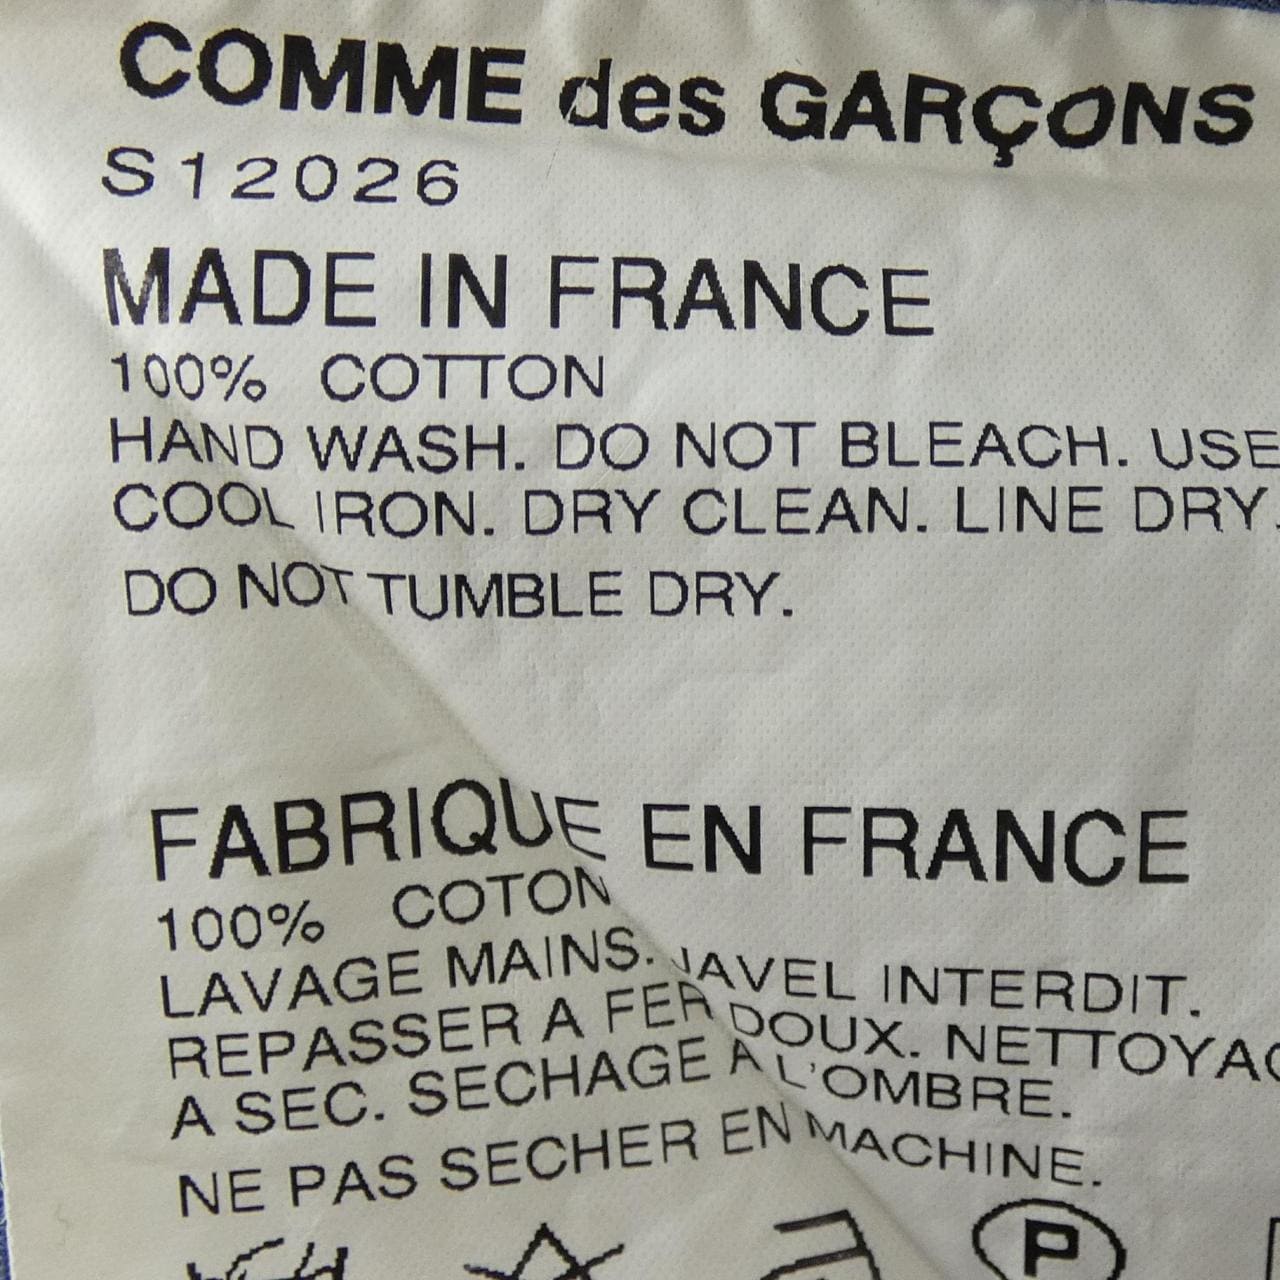 COMME des GARÇONS
S12026
MADE IN FRANCE
100% COTTON
HAND WASH. DO NOT BLEACH. USE
COOL IRON. DRY CLEAN. LINE DRY.
DO NOT TUMBLE DRY.
FABRIQUE EN FRANCE
100% COTON
LAVAGE MAINS. JAVEL INTERDIT.
REPASSER A FER DOUX. NETTOYAG
A SEC. SECHAGE A L'OMBRE.
NE PAS SECHER EN MACHINE.
P